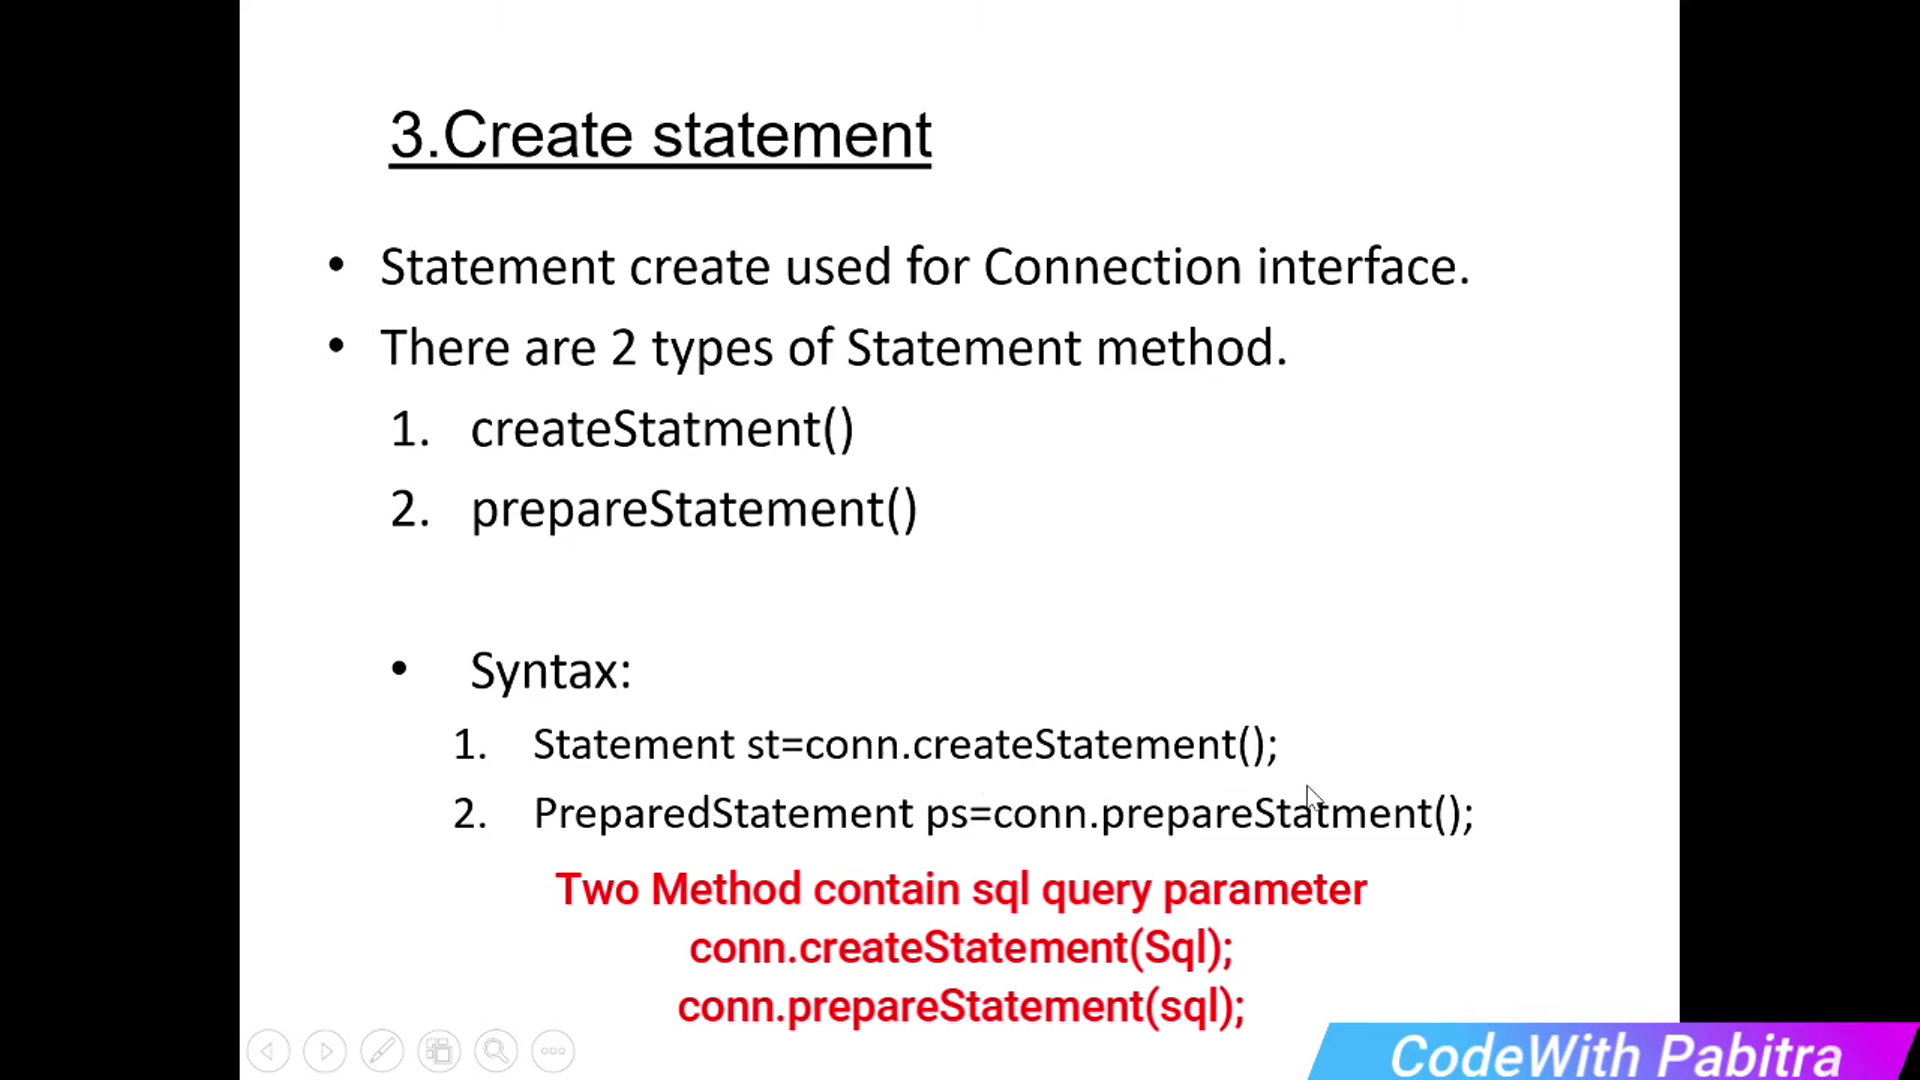 3.Create statement
• Statement create used for Connection interface.
• There are 2 types of Statement method.
1. createStatment()
2. prepareStatement()
• Syntax:
1. Statement st=conn.createStatement();
2. PreparedStatement ps=conn.prepareStatment();
Two Method contain sql query parameter
conn.createStatement(Sql);
conn.prepareStatement(sql);
CodeWith Pabitra